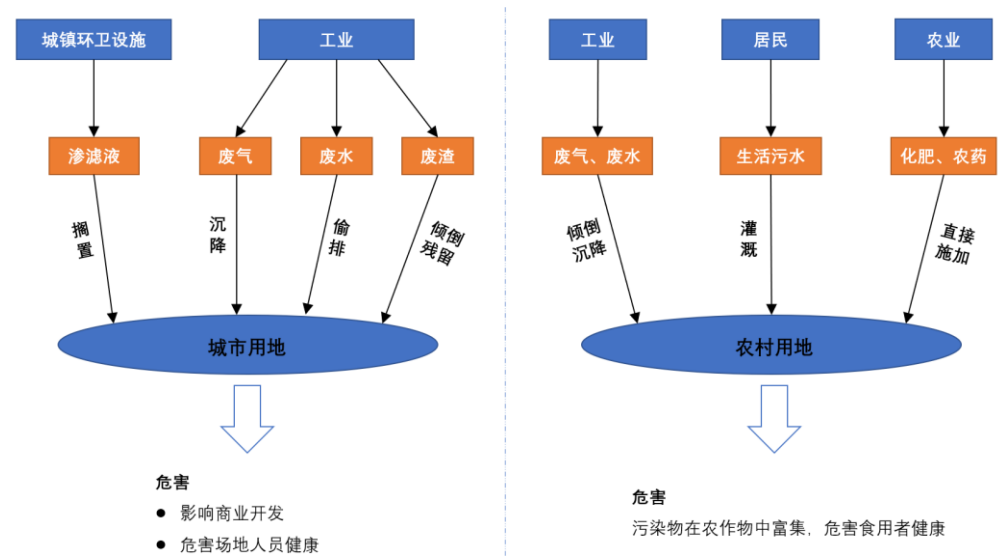 城镇环卫设施
工业
渗滤液
废气
废水
废渣
搁置
沉降
偷排
倾倒
残留
城市用地
危害
● 影响商业开发
● 危害场地人员健康
工业
居民
农业
废气、废水
生活污水
化肥、农药
倾倒
沉降
灌溉
直接
施加
农村用地
危害
污染物在农作物中富集，危害食用者健康